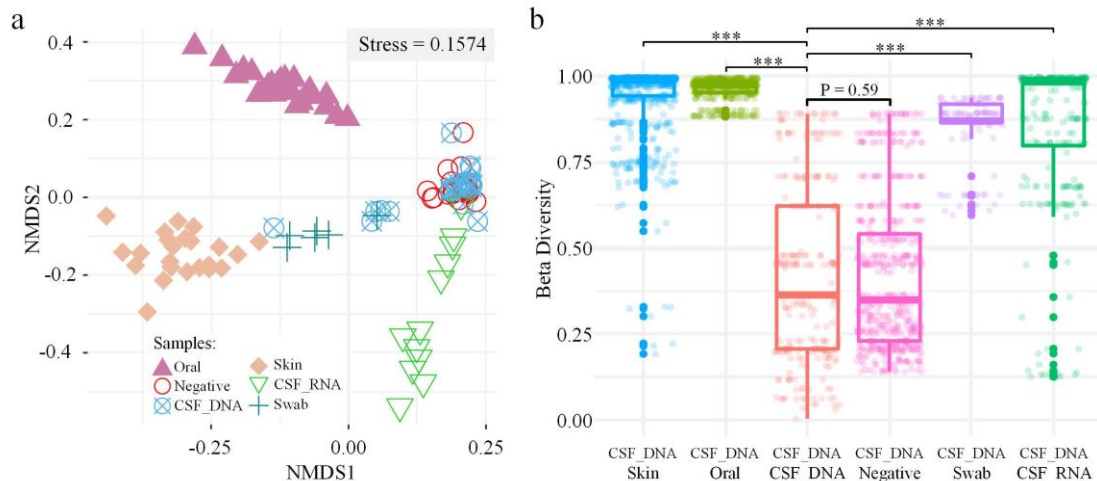 a
Stress = 0.1574
0.4
0.2
0.0
-0.2
-0.4
NMDS2
Samples:
Oral
Skin
Negative
CSF_RNA
CSF_DNA
Swab
-0.25
0.00
0.25
NMDS1
b
***
***
***
***
P = 0.59
1.00
0.75
0.50
0.25
0.00
Beta Diversity
CSF_DNA CSF_DNA CSF_DNA CSF_DNA CSF_DNA CSF_DNA
Skin Oral CSF_DNA Negative Swab CSF_RNA